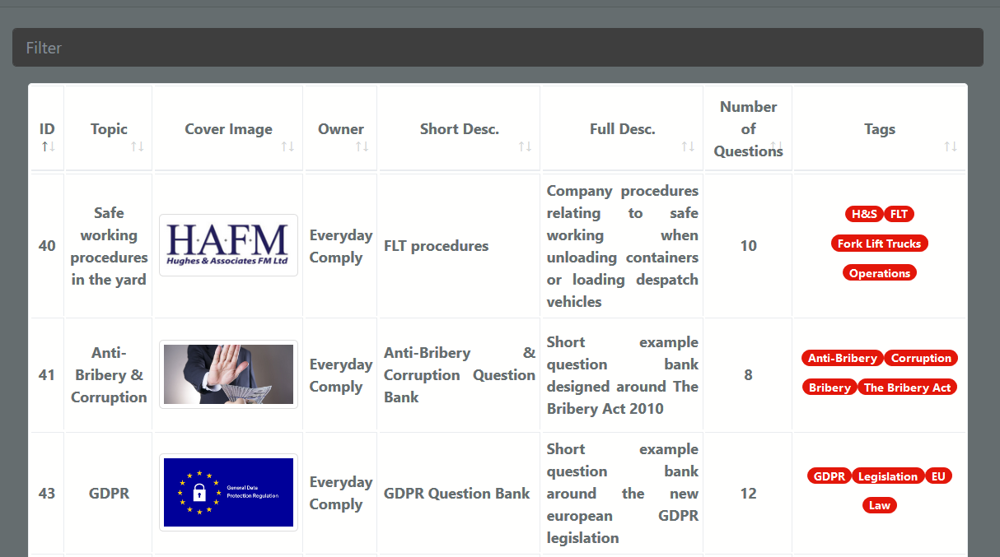 Filter
ID
Topic
Cover Image
Owner
Short Desc.
Full Desc.
Number
of
Questions
Tags
40
Safe
working
procedures
in the yard
H·A·FM
Hughes & Associates FM Ltd
Everyday
Comply
FLT procedures
Company procedures
relating to safe
working when
unloading containers
or loading despatch
vehicles
10
H&S FLT
Fork Lift Trucks
Operations
41
Anti-
Bribery &
Corruption
Everyday
Comply
Anti-Bribery &
Corruption Question
Bank
Short example
question bank
designed around The
Bribery Act 2010
8
Anti-Bribery Corruption
Bribery The Bribery Act
43
GDPR
General Data
Protection Regulation
Everyday
Comply
GDPR Question Bank
Short example
question bank
around the new
european GDPR
legislation
12
GDPR Legislation EU
Law